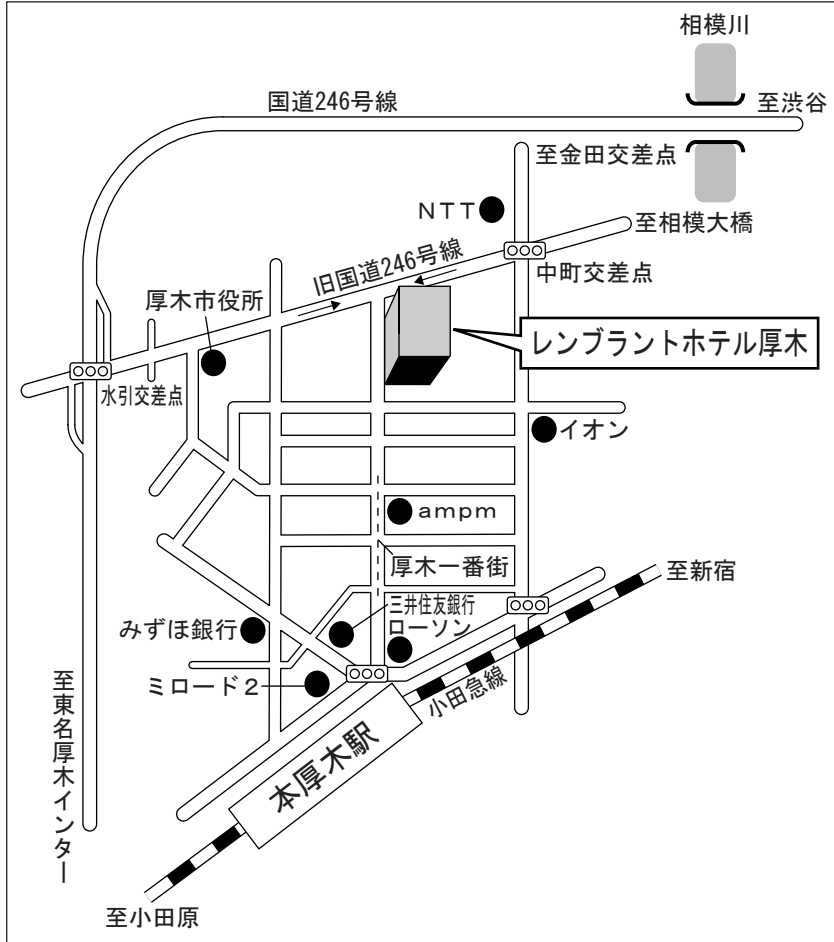 相模川
国道246号線
至渋谷
至金田交差点
NTT
至相模大橋
旧国道246号線
中町交差点
厚木市役所
レンブラントホテル厚木
水引交差点
イオン
ampm
厚木一番街
至新宿
三井住友銀行
みずほ銀行
ローソン
ミロード2
小田急線
至東名厚木インター
本厚木駅
至小田原